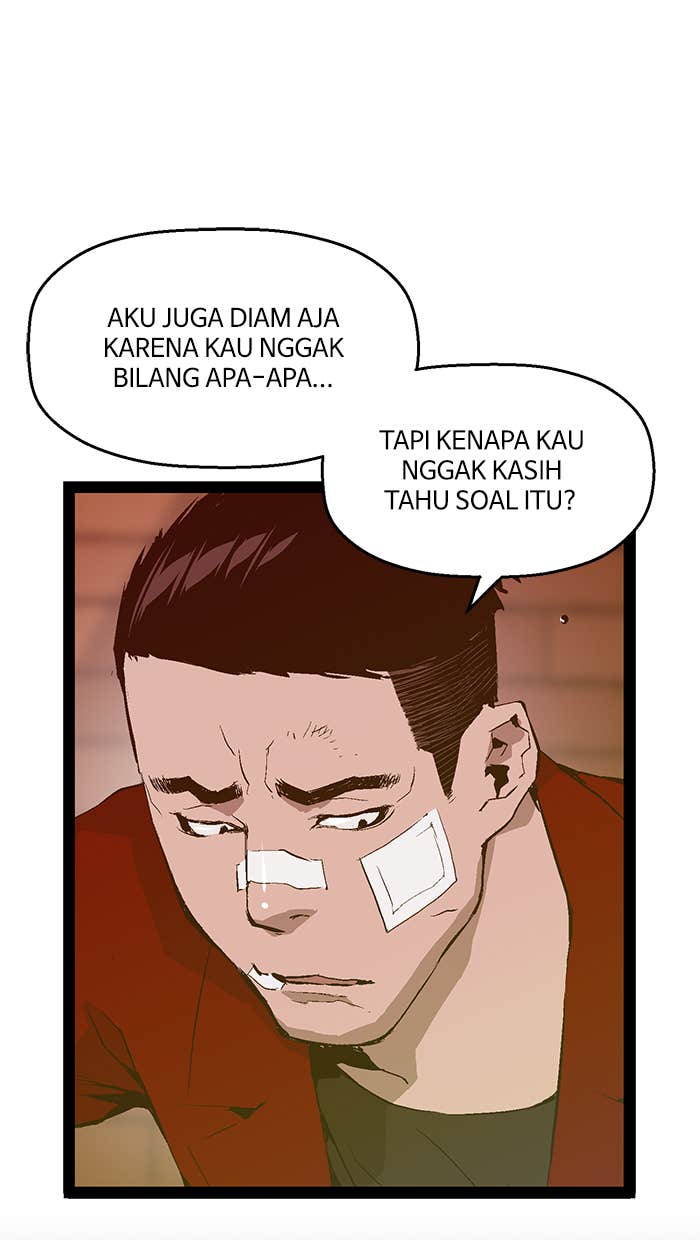 AKU JUGA DIAM AJA
KARENA KAU NGGAK
BILANG APA-APA...
TAPI KENAPA KAU
NGGAK KASIH
TAHU SOAL ITU?